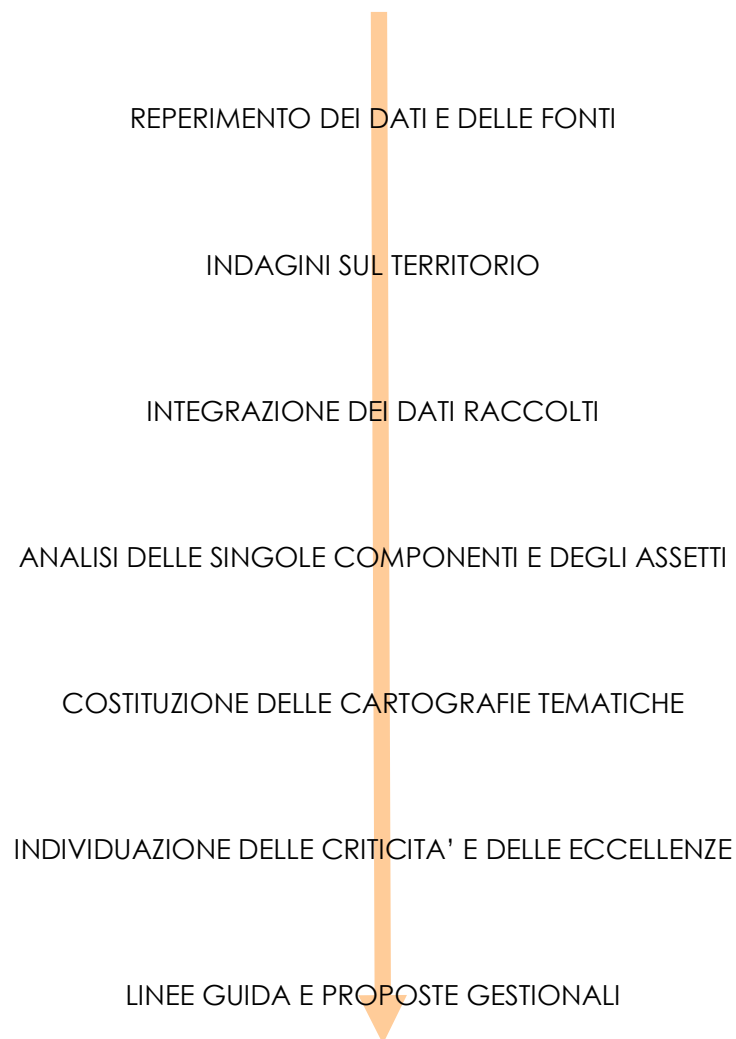 REPERIMENTO DEI DATI E DELLE FONTI
INDAGINI SUL TERRITORIO
INTEGRAZIONE DEI DATI RACCOLTI
ANALISI DELLE SINGOLE COMPONENTI E DEGLI ASSETTI
COSTITUZIONE DELLE CARTOGRAFIE TEMATICHE
INDIVIDUAZIONE DELLE CRITICITA’ E DELLE ECCELLENZE
LINEE GUIDA E PROPOSTE GESTIONALI